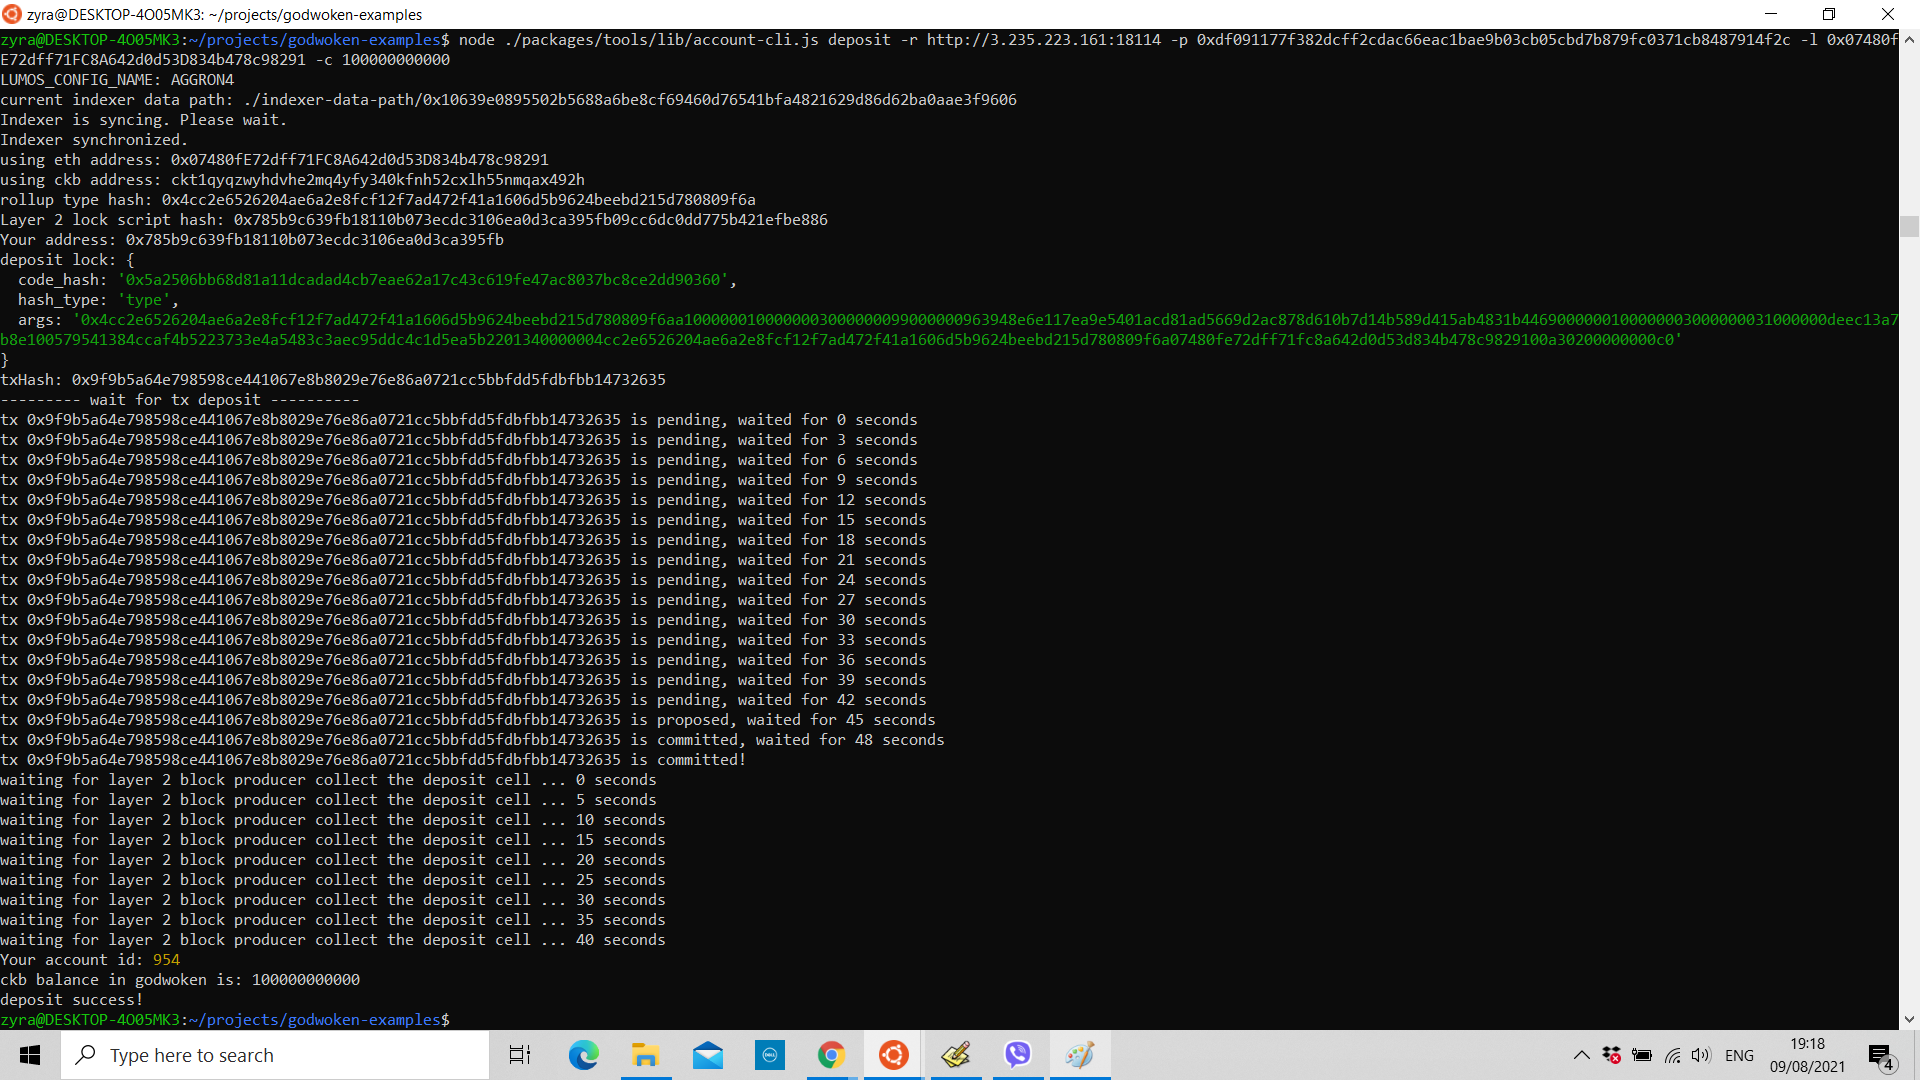 zyra@DESKTOP-4O05MK3: ~/projects/godwoken-examples
zyra@DESKTOP-4O05MK3:~/projects/godwoken-examples$ node ./packages/tools/lib/account-cli.js deposit -r http://3.235.223.161:18114 -p 0xdf091177f382dcff2cdac66eac1bae9b03cb05cbd7b879fc0371cb8487914f2c -l 0x07480f
E72dff71FC8A642d0d53D834b478c98291 -c 100000000000
LUMOS_CONFIG_NAME: AGGRON4
current indexer data path: ./indexer-data-path/0x10639e0895502b5688a6be8cf69460d76541bfa4821629d86d62ba0aae3f9606
Indexer is syncing. Please wait.
Indexer synchronized.
using eth address: 0x07480fE72dff71FC8A642d0d53D834b478c98291
using ckb address: ckt1qyqzwyhdvhe2mq4yfy340kfnh52cxlh55nmqax492h
rollup type hash: 0x4cc2e6526204ae6a2e8fcf12f7ad472f41a1606d5b9624beebd215d780809f6a
Layer 2 lock script hash: 0x785b9c639fb18110b073ecdc3106ea0d3ca395fb09cc6dc0dd775b421efbe886
Your address: 0x785b9c639fb18110b073ecdc3106ea0d3ca395fb
deposit lock: {
code_hash: '0x5a2506bb68d81a11dcadad4cb7eae62a17c43c619fe47ac8037bc8ce2dd90360',
hash_type: 'type',
args: '0x4cc2e6526204ae6a2e8fcf12f7ad472f41a1606d5b9624beebd215d780809f6aa10000001000000030000000990000000963948e6e117ea9e5401acd81ad5669d2ac878d610b7d14b589d415ab4831b4469000000010000000300000031000000deec13a7
b8e100579541384ccaf4b5223733e4a5483c3aec95ddc4c1d5ea5b2201340000004cc2e6526204ae6a2e8fcf12f7ad472f41a1606d5b9624beebd215d780809f6a07480fe72dff71fc8a642d0d53d834b478c9829100a30200000000c0'
}
txHash: 0x9f9b5a64e798598ce441067e8b8029e76e86a0721cc5bbfdd5fdbfbb14732635
--------- wait for tx deposit ----------
tx 0x9f9b5a64e798598ce441067e8b8029e76e86a0721cc5bbfdd5fdbfbb14732635 is pending, waited for 0 seconds
tx 0x9f9b5a64e798598ce441067e8b8029e76e86a0721cc5bbfdd5fdbfbb14732635 is pending, waited for 3 seconds
tx 0x9f9b5a64e798598ce441067e8b8029e76e86a0721cc5bbfdd5fdbfbb14732635 is pending, waited for 6 seconds
tx 0x9f9b5a64e798598ce441067e8b8029e76e86a0721cc5bbfdd5fdbfbb14732635 is pending, waited for 9 seconds
tx 0x9f9b5a64e798598ce441067e8b8029e76e86a0721cc5bbfdd5fdbfbb14732635 is pending, waited for 12 seconds
tx 0x9f9b5a64e798598ce441067e8b8029e76e86a0721cc5bbfdd5fdbfbb14732635 is pending, waited for 15 seconds
tx 0x9f9b5a64e798598ce441067e8b8029e76e86a0721cc5bbfdd5fdbfbb14732635 is pending, waited for 18 seconds
tx 0x9f9b5a64e798598ce441067e8b8029e76e86a0721cc5bbfdd5fdbfbb14732635 is pending, waited for 21 seconds
tx 0x9f9b5a64e798598ce441067e8b8029e76e86a0721cc5bbfdd5fdbfbb14732635 is pending, waited for 24 seconds
tx 0x9f9b5a64e798598ce441067e8b8029e76e86a0721cc5bbfdd5fdbfbb14732635 is pending, waited for 27 seconds
tx 0x9f9b5a64e798598ce441067e8b8029e76e86a0721cc5bbfdd5fdbfbb14732635 is pending, waited for 30 seconds
tx 0x9f9b5a64e798598ce441067e8b8029e76e86a0721cc5bbfdd5fdbfbb14732635 is pending, waited for 33 seconds
tx 0x9f9b5a64e798598ce441067e8b8029e76e86a0721cc5bbfdd5fdbfbb14732635 is pending, waited for 36 seconds
tx 0x9f9b5a64e798598ce441067e8b8029e76e86a0721cc5bbfdd5fdbfbb14732635 is pending, waited for 39 seconds
tx 0x9f9b5a64e798598ce441067e8b8029e76e86a0721cc5bbfdd5fdbfbb14732635 is pending, waited for 42 seconds
tx 0x9f9b5a64e798598ce441067e8b8029e76e86a0721cc5bbfdd5fdbfbb14732635 is proposed, waited for 45 seconds
tx 0x9f9b5a64e798598ce441067e8b8029e76e86a0721cc5bbfdd5fdbfbb14732635 is committed, waited for 48 seconds
tx 0x9f9b5a64e798598ce441067e8b8029e76e86a0721cc5bbfdd5fdbfbb14732635 is committed!
waiting for layer 2 block producer collect the deposit cell ... 0 seconds
waiting for layer 2 block producer collect the deposit cell ... 5 seconds
waiting for layer 2 block producer collect the deposit cell ... 10 seconds
waiting for layer 2 block producer collect the deposit cell ... 15 seconds
waiting for layer 2 block producer collect the deposit cell ... 20 seconds
waiting for layer 2 block producer collect the deposit cell ... 25 seconds
waiting for layer 2 block producer collect the deposit cell ... 30 seconds
waiting for layer 2 block producer collect the deposit cell ... 35 seconds
waiting for layer 2 block producer collect the deposit cell ... 40 seconds
Your account id: 954
ckb balance in godwoken is: 100000000000
deposit success!
zyra@DESKTOP-4O05MK3:~/projects/godwoken-examples$
Type here to search
DELL
ENG
19:18
09/08/2021
4